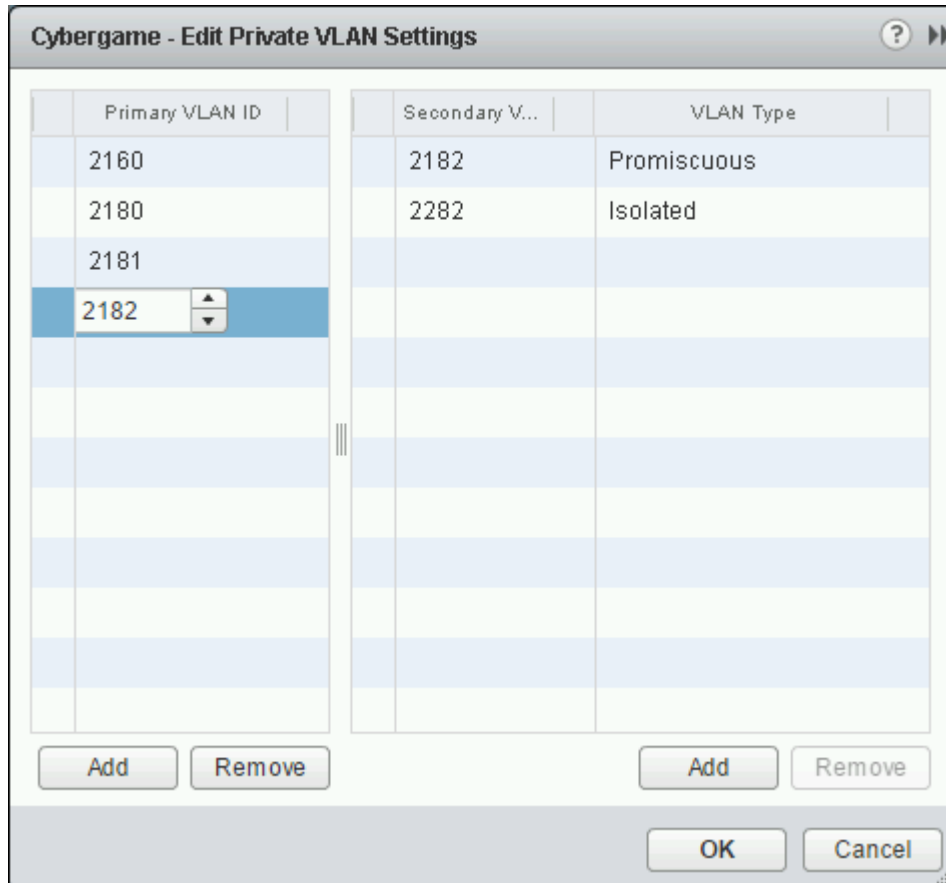 Cybergame - Edit Private VLAN Settings ?
Primary VLAN ID
2160
2180
2181
2182
Add Remove
Secondary V... VLAN Type
2182 Promiscuous
2282 Isolated
Add Remove
OK Cancel